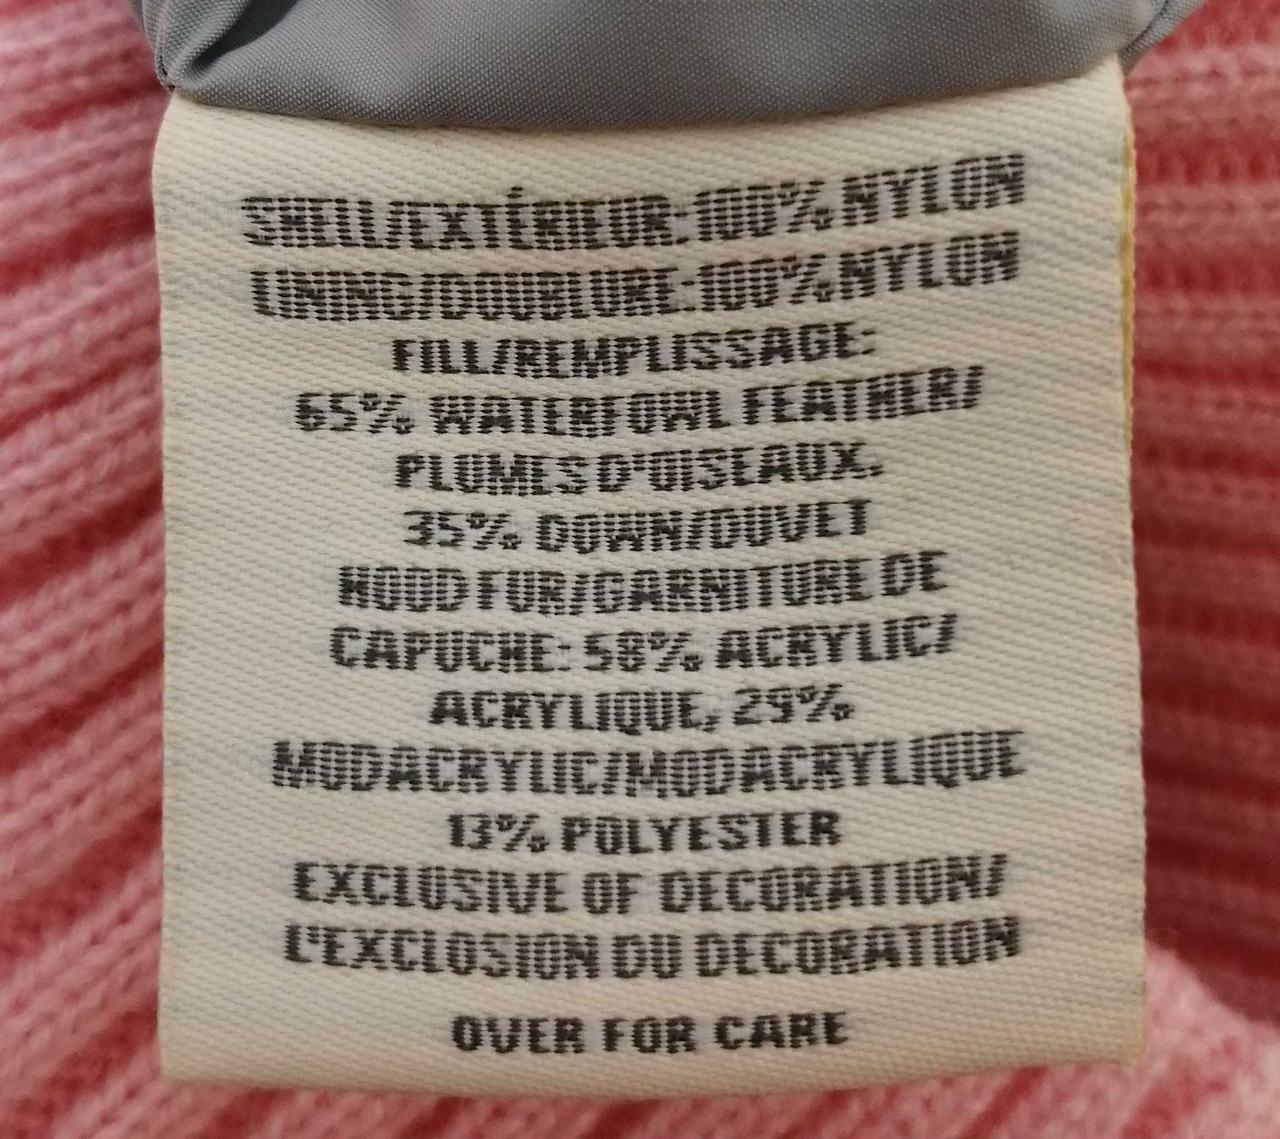 SHELL/EXTÉRIEUR:100% NYLON
LINING/DOUBLURE:100% NYLON
FILL/REMPLISSAGE:
65% WATERFOWL FEATHER/
PLUMES D'OISEAUX.
35% DOWN/DUVET
HOOD FUR/GARNITURE DE
CAPUCHE: 58% ACRYLIC/
ACRYLIQUE, 29%
MODACRYLIC/MODACRYLIQUE
13% POLYESTER
EXCLUSIVE OF DECORATION/
L'EXCLOSION DU DECORATION
OVER FOR CARE